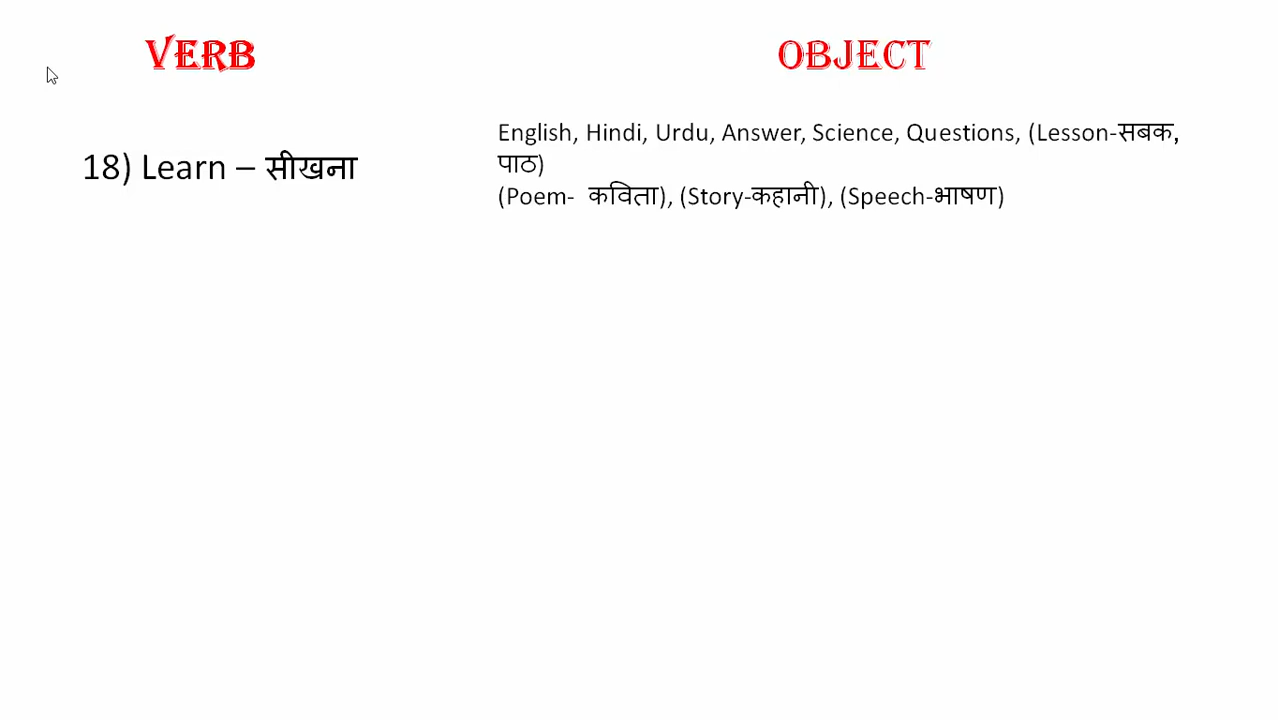 VERB
OBJECT
18) Learn – सीखना
English, Hindi, Urdu, Answer, Science, Questions, (Lesson-सबक,
पाठ)
(Poem- कविता), (Story-कहानी), (Speech-भाषण)